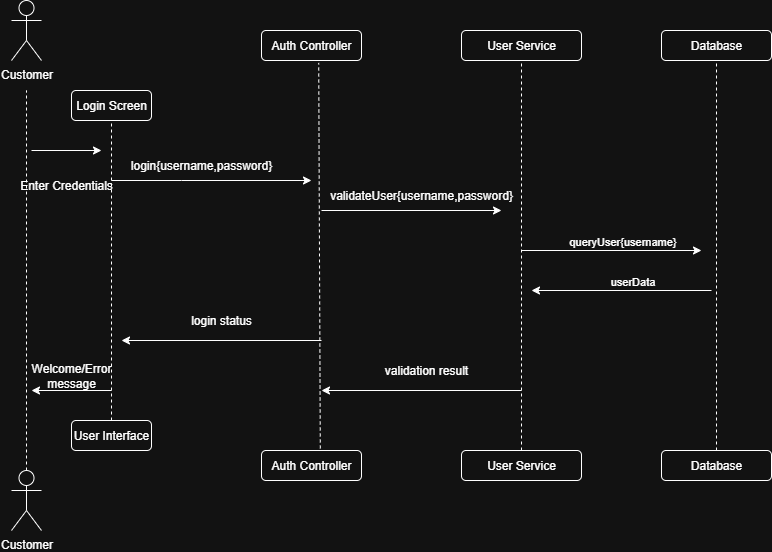 Auth Controller
User Service
Database
Customer
Login Screen
login{username,password}
Enter Credentials
validateUser{username,password}
queryUser{username}
userData
login status
Welcome/Error
message
validation result
User Interface
Auth Controller
User Service
Database
Customer